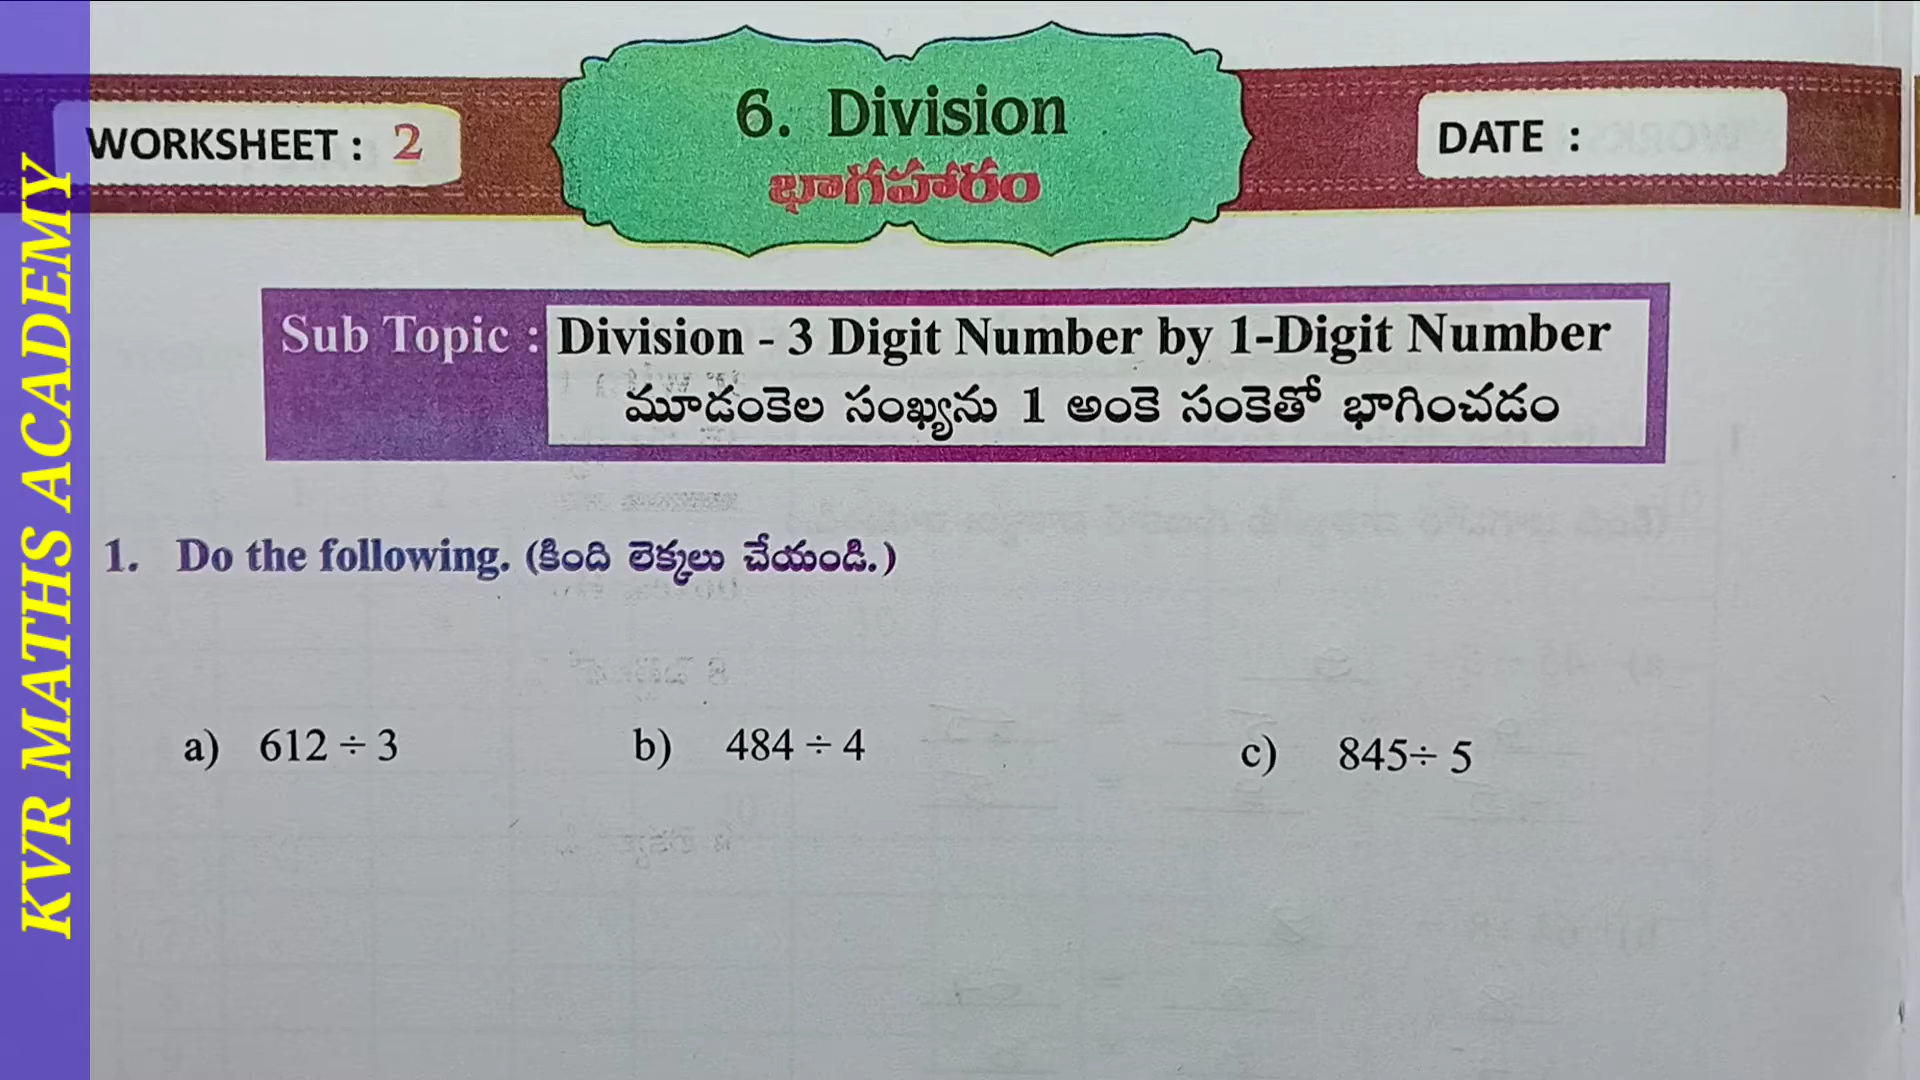 KVR MATHS ACADEMY
WORKSHEET : 2
6. Division
భాగహారం
DATE :
Sub Topic : Division - 3 Digit Number by 1-Digit Number
మూడంకెల సంఖ్యను 1 అంకె సంకెతో భాగించడం
1. Do the following. (కింది లెక్కలు చేయండి.)
a) 612 ÷ 3 b) 484 ÷ 4 c) 845÷ 5